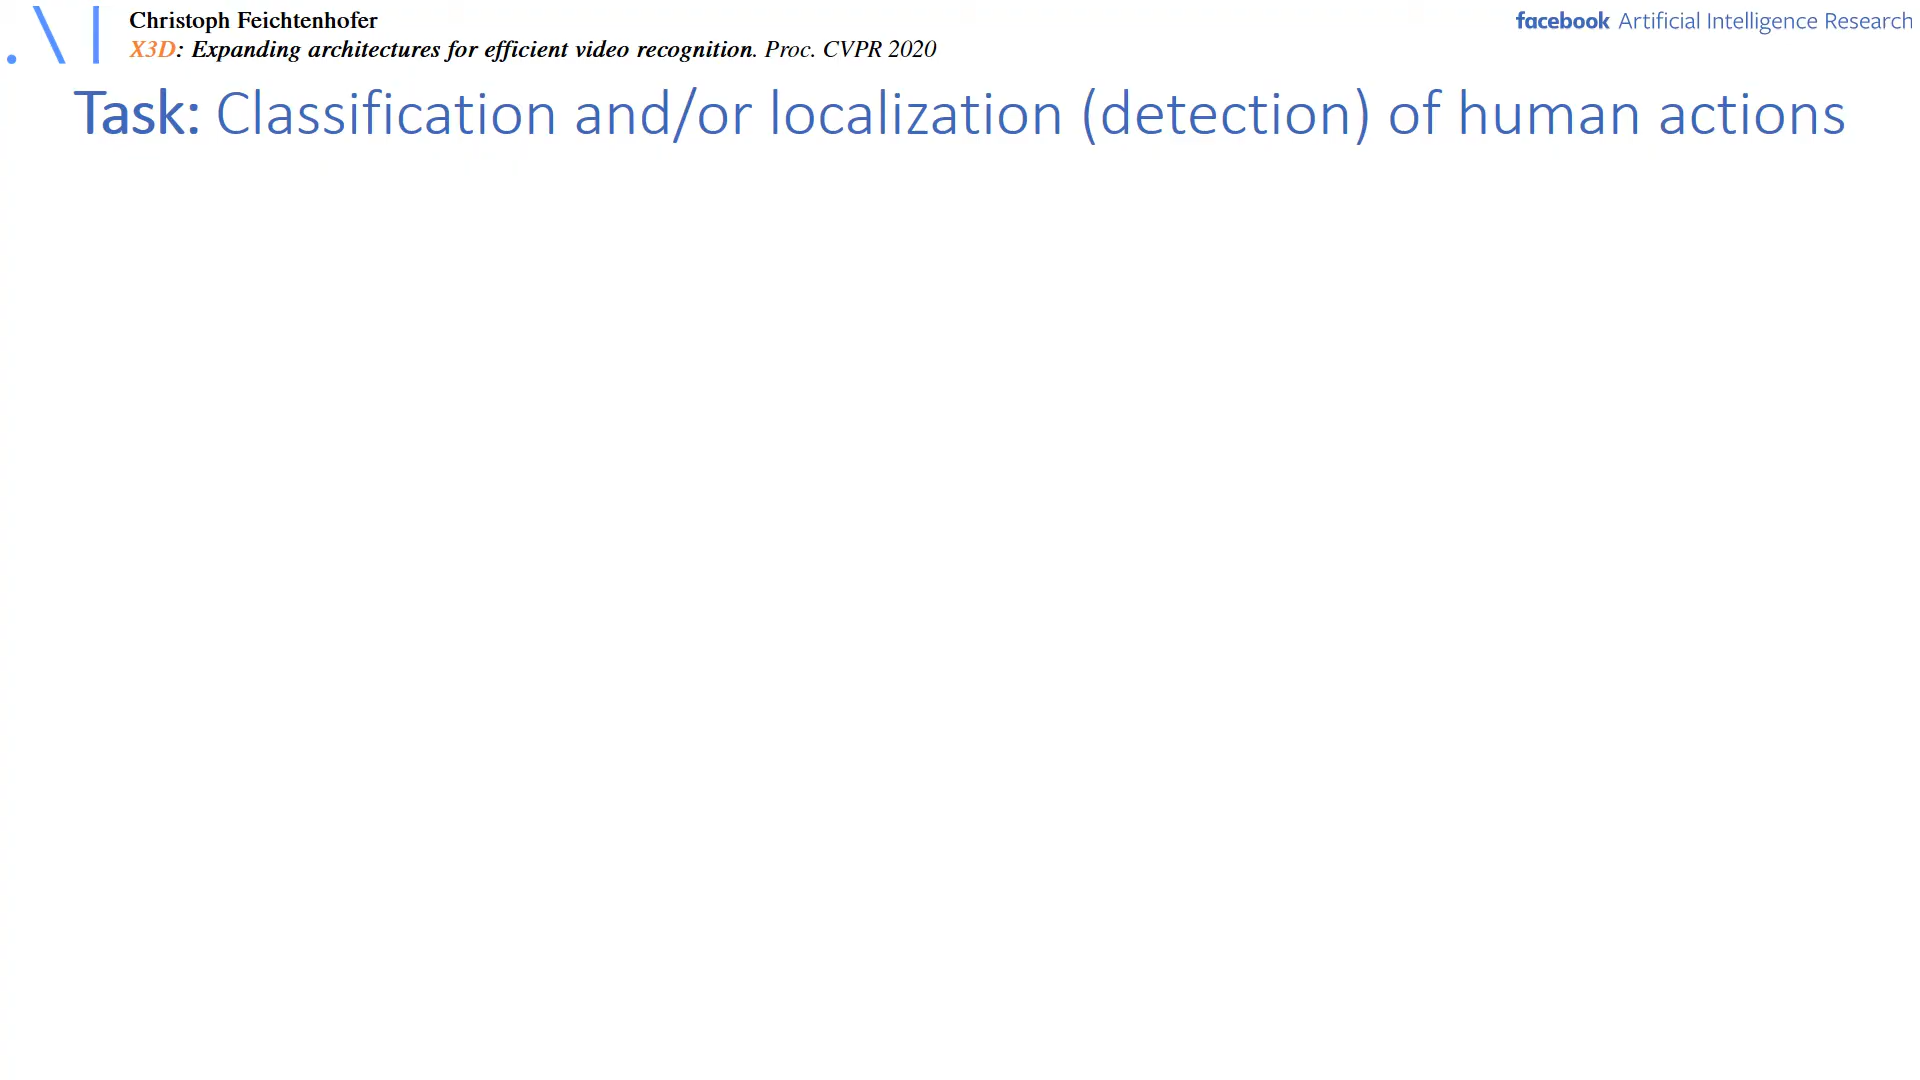 Christoph Feichtenhofer
X3D: Expanding architectures for efficient video recognition. Proc. CVPR 2020
facebook Artificial Intelligence Research
Task: Classification and/or localization (detection) of human actions